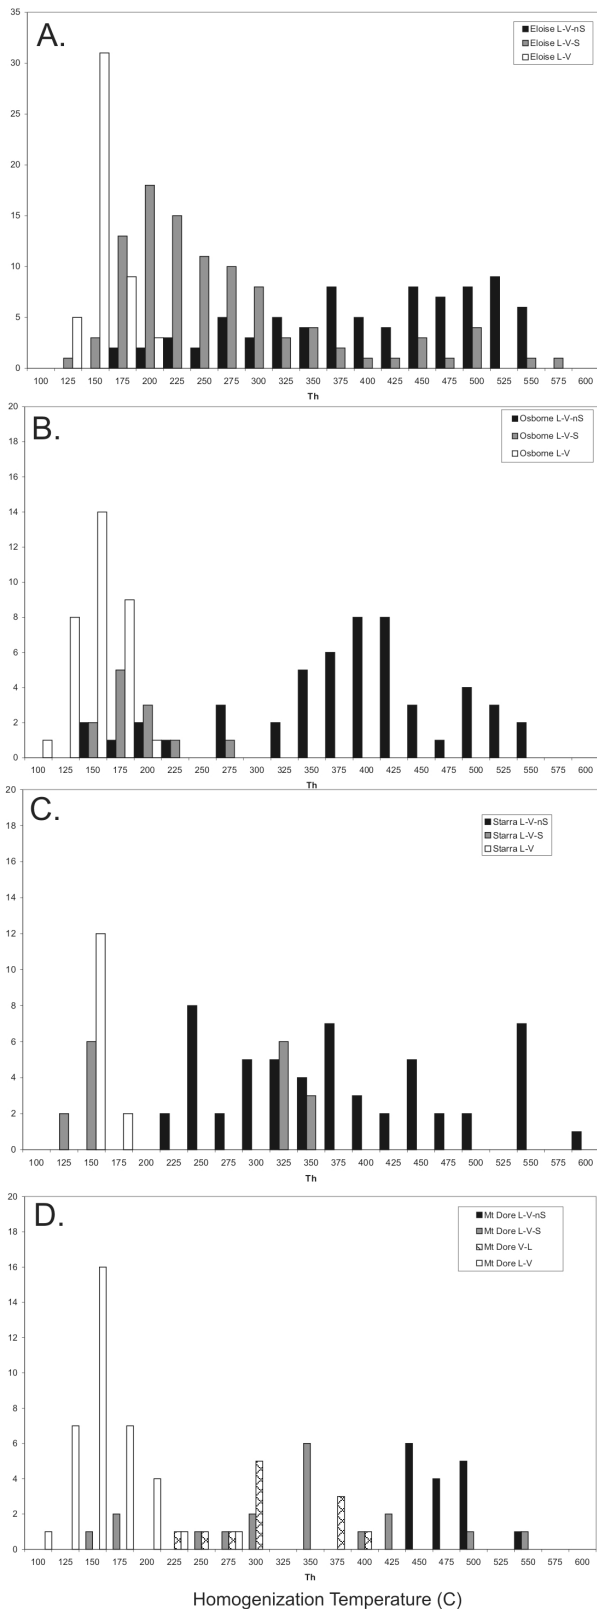 A.
35
30
25
20
15
10
5
0
Eloise L-V-nS
Eloise L-V-S
Eloise L-V
100 125 150 175 200 225 250 275 300 325 350 375 400 425 450 475 500 525 550 575 600
Th
B.
20
18
16
14
12
10
8
6
4
2
0
Osborne L-V-nS
Osborne L-V-S
Osborne L-V
100 125 150 175 200 225 250 275 300 325 350 375 400 425 450 475 500 525 550 575 600
Th
C.
20
18
16
14
12
10
8
6
4
2
0
Starra L-V-nS
Starra L-V-S
Starra L-V
100 125 150 175 200 225 250 275 300 325 350 375 400 425 450 475 500 525 550 575 600
Th
D.
20
18
16
14
12
10
8
6
4
2
0
Mt Dore L-V-nS
Mt Dore L-V-S
Mt Dore V-L
Mt Dore L-V
100 125 150 175 200 225 250 275 300 325 350 375 400 425 450 475 500 525 550 575 600
Th
Homogenization Temperature (C)